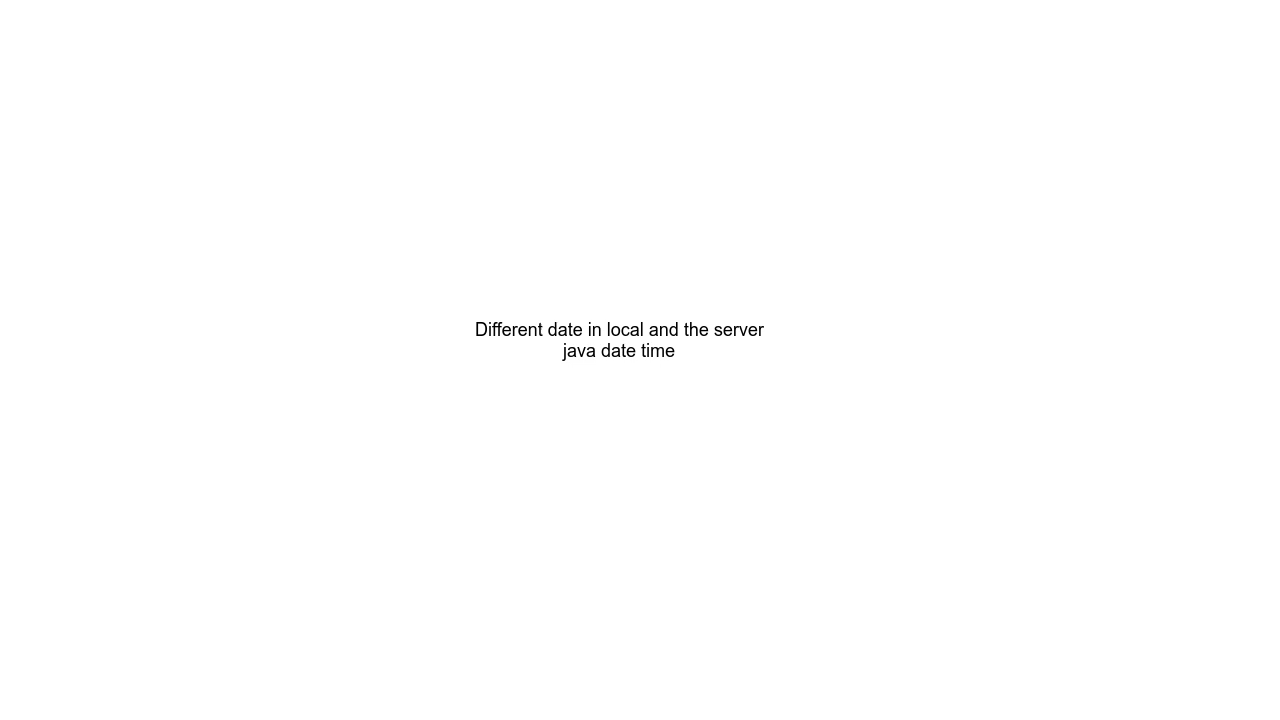 Different date in local and the server
java date time